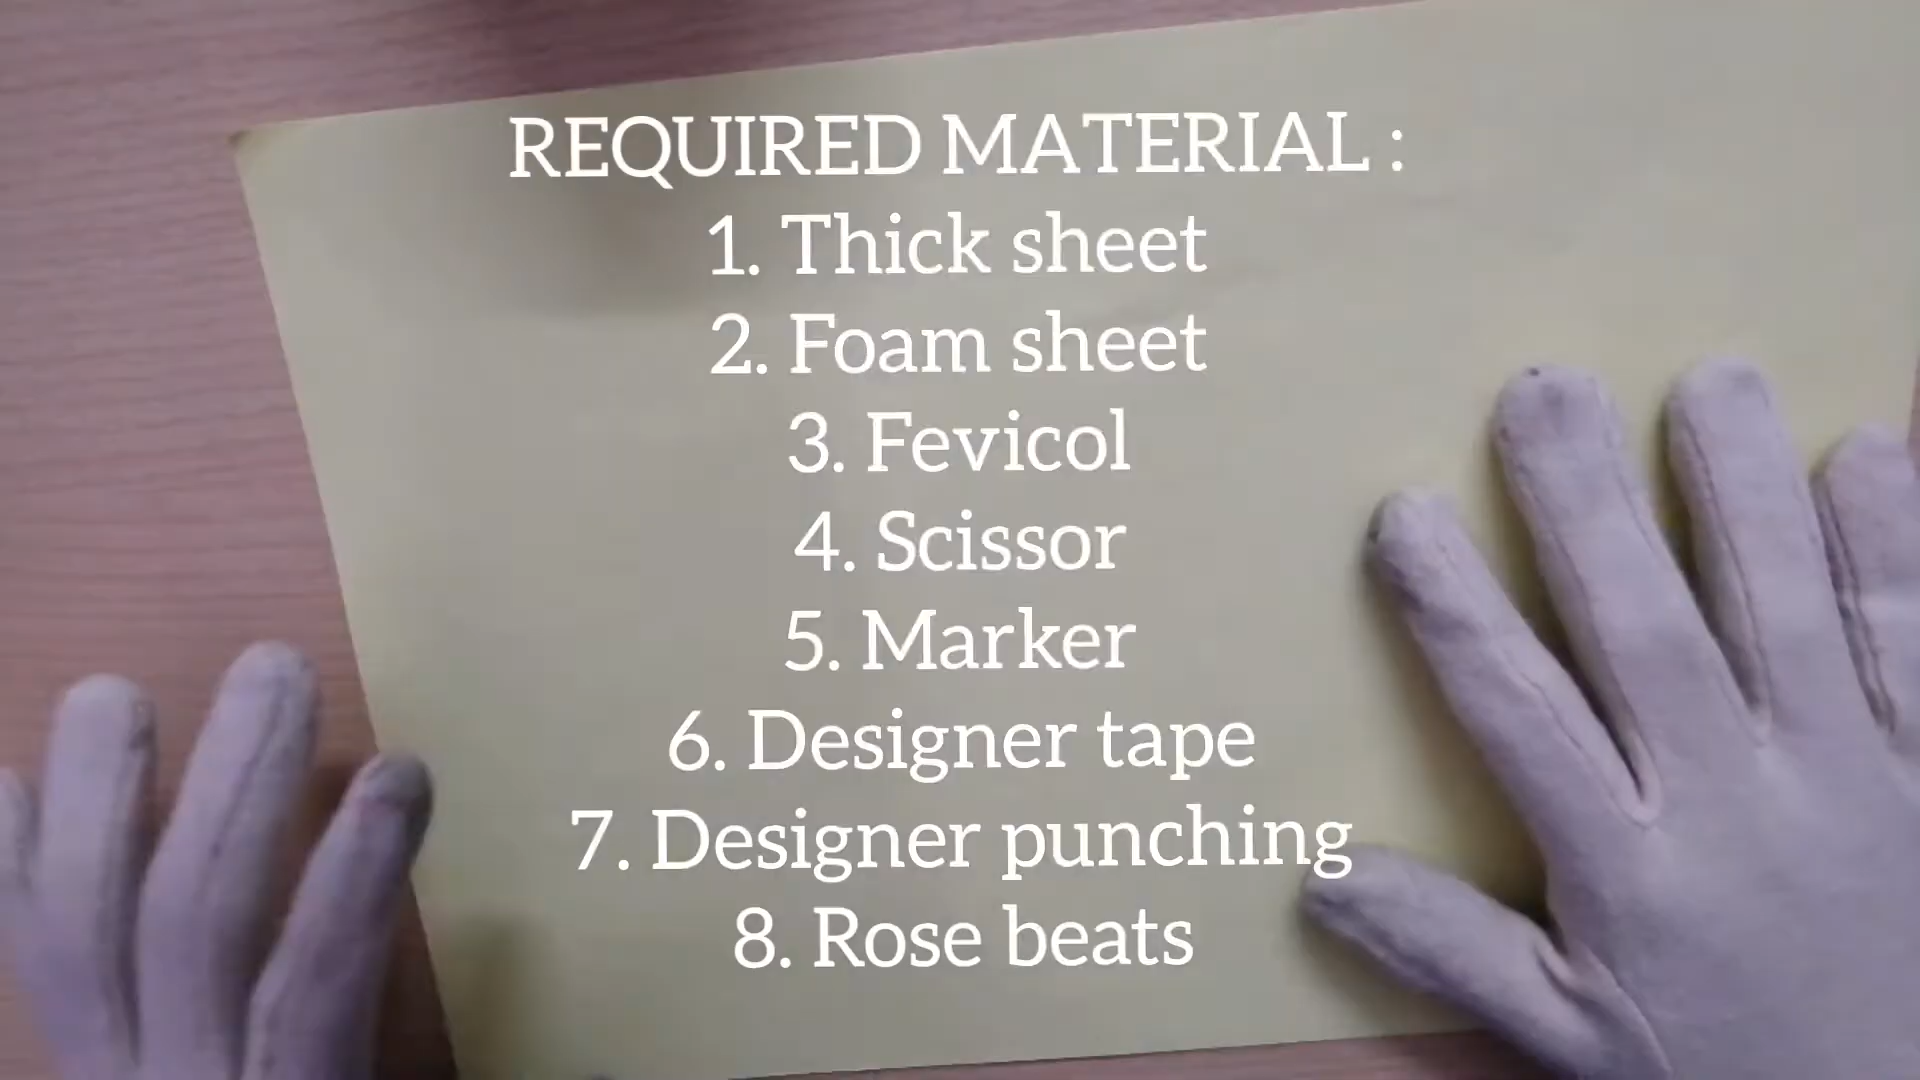 REQUIRED MATERIAL :
1. Thick sheet
2. Foam sheet
3. Fevicol
4. Scissor
5. Marker
6. Designer tape
7. Designer punching
8. Rose beats